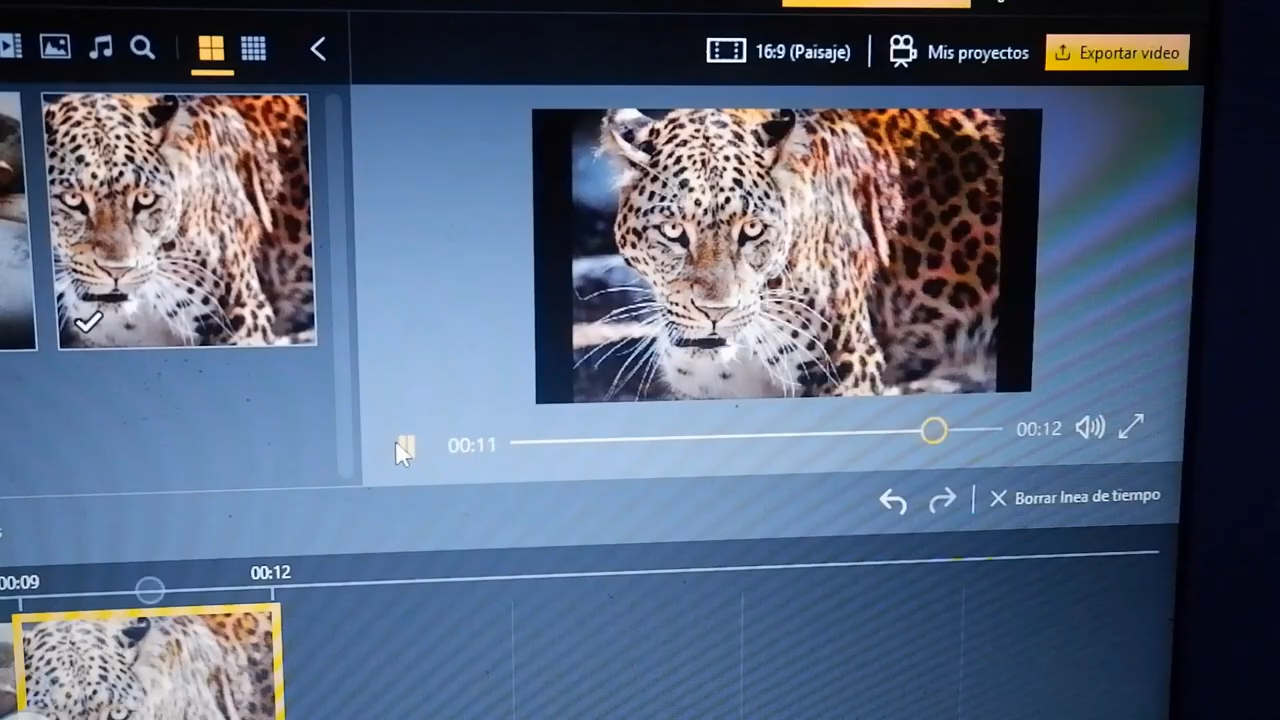 16:9 (Paisaje)
Mis proyectos
Exportar video
00:11
00:12
Borrar lnea de tiempo
00:09
00:12